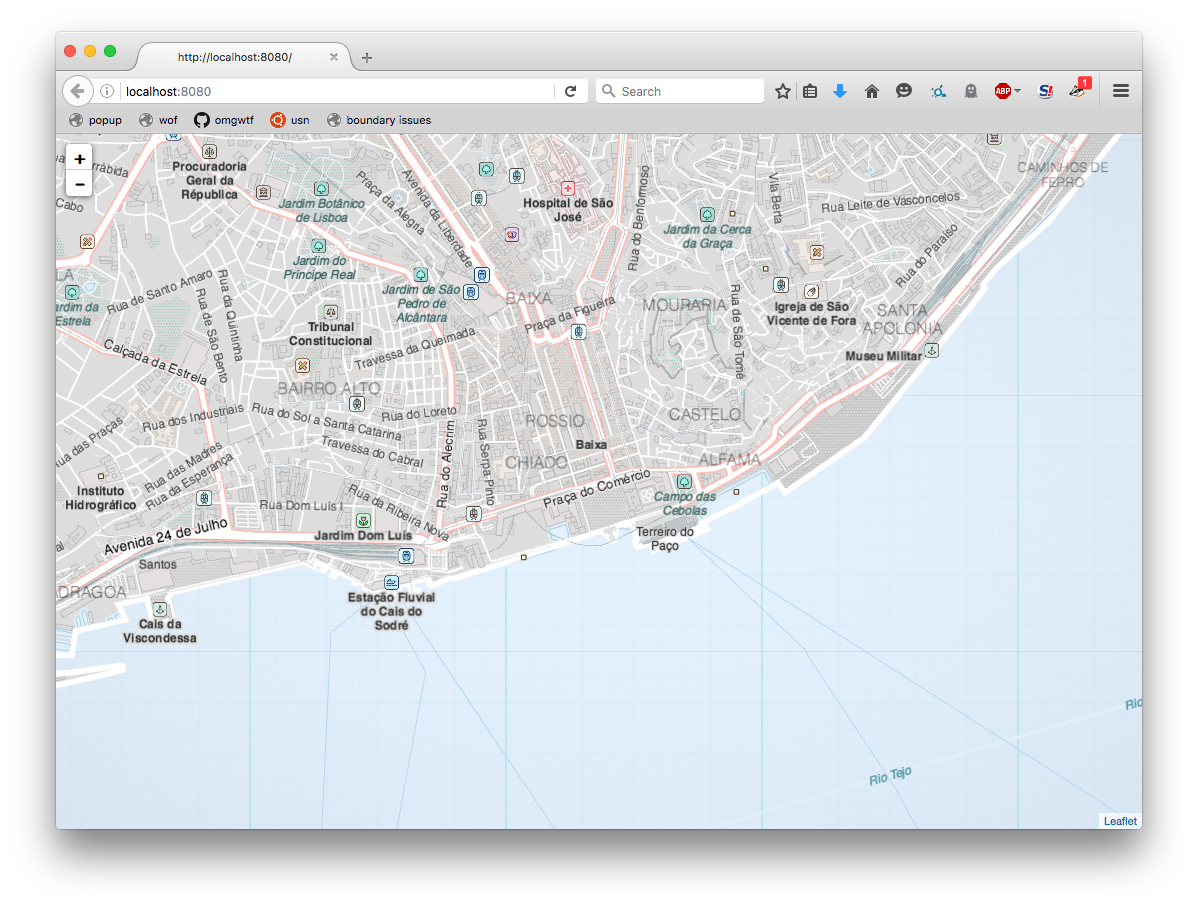 http://localhost:8080/
localhost:8080
Search
ABP
S!
1
popup
wof
omgwtf
usn
boundary issues
+
−
Procuradoria
Geral da
Républica
Cabo
Jardim Botânico
de Lisboa
Praça da Alegria
Avenida da Liberdade
Hospital de São
José
Rua do Benformoso
Jardim da Cerca
da Graça
Vila Berta
Rua Leite de Vasconcelos
CAMINHOS DE
FERRO
Rua do Paraíso
Jardim do
Príncipe Real
Jardim de São
Pedro de
Alcântara
Rua de Santo Amaro
Rua da Quintinha
Rua de São Bento
LA
ardim da
Estrela
Tribunal
Constitucional
Travessa da Queimada
BAIXA
Praça da Figueira
MOURARIA
Rua de São Tomé
Igreja de São
Vicente de Fora
SANTA
APOLONIA
Museu Militar
Calçada da Estrela
BAIRRO ALTO
Rua do Loreto
Rua do Sol a Santa Catarina
Travessa do Cabral
Rua dos Industriais
Rua das Madres
Rua da Esperança
Rua do Alecrim
Rua Serpa Pinto
ROSSIO
Baixa
CHIADO
CASTELO
ALFAMA
Instituto
Hidrográfico
Rua Dom Luís I
Rua da Ribeira Nova
Praça do Comércio
Campo das
Cebolas
Terreiro do
Paço
Jardim Dom Luís
Avenida 24 de Julho
Santos
DRAGOA
Cais da
Viscondessa
Estação Fluvial
do Cais do
Sodré
Rio Tejo
Rio
Leaflet